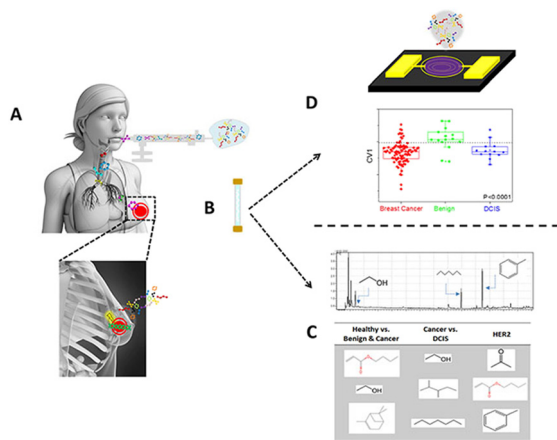 A
B
D
CV1
P<0.0001
Breast Cancer Benign DCIS
OH
C
Healthy vs. Benign & Cancer
Cancer vs. DCIS
HER2
O
O
OH
O
OH
O
O